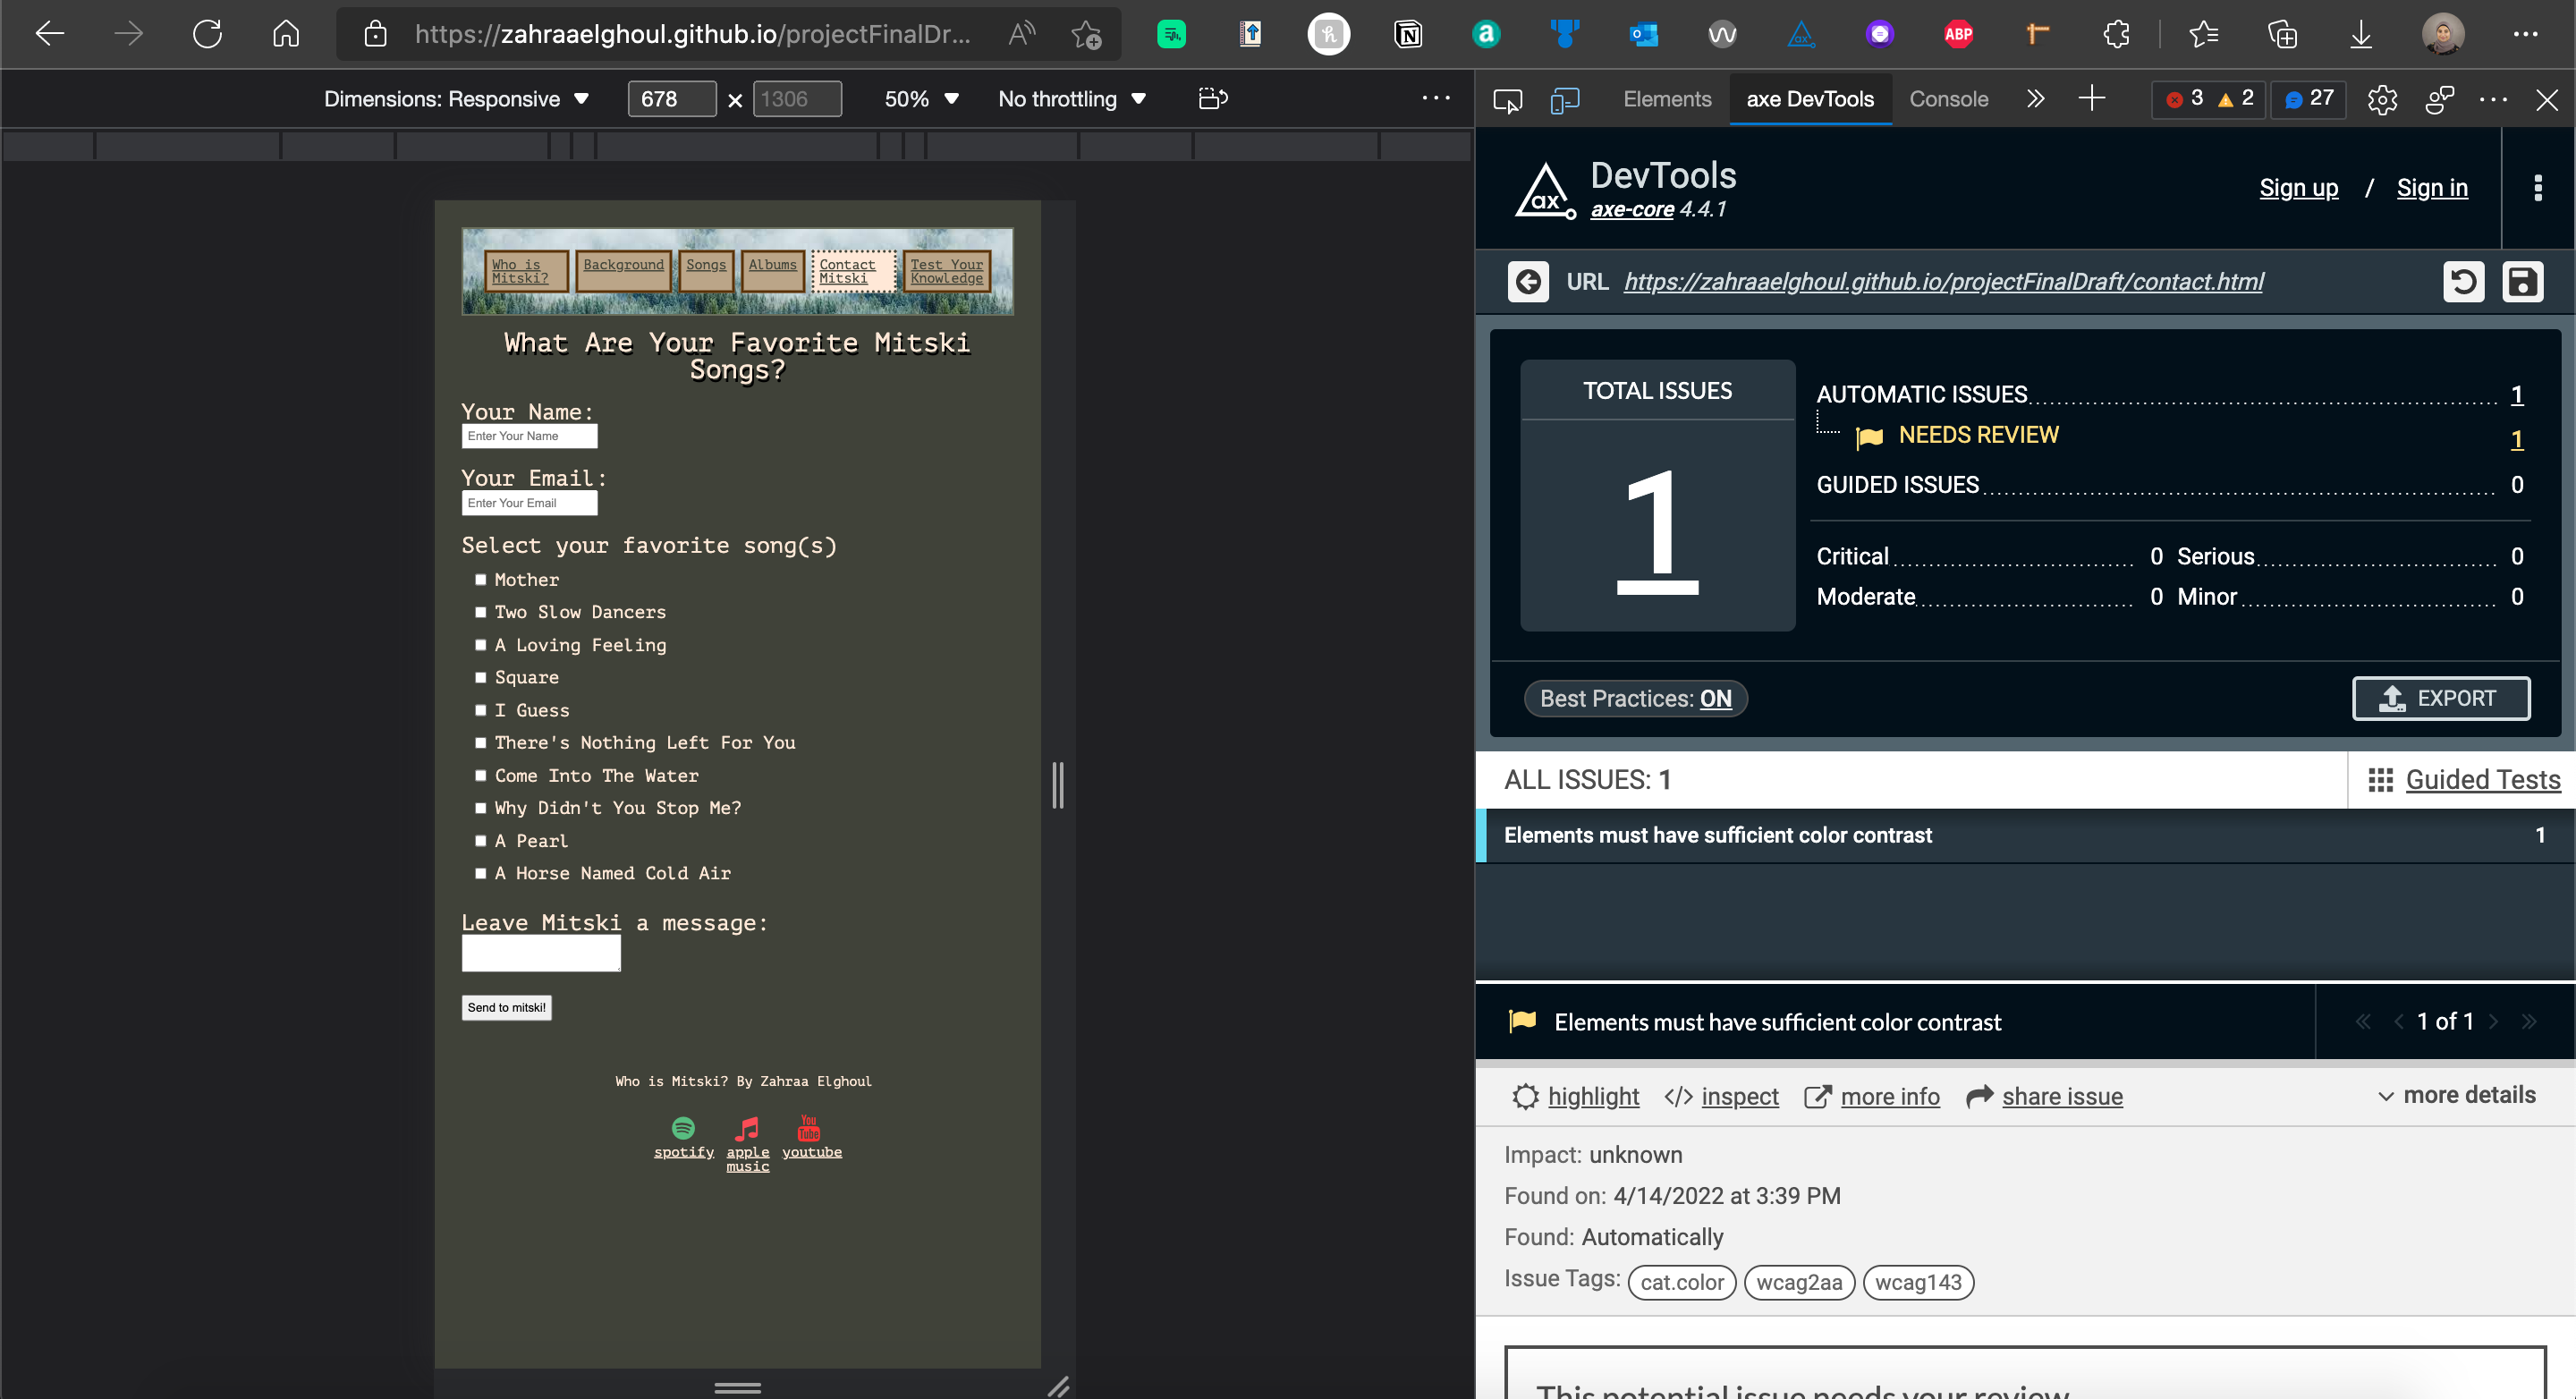 https://zahraaelghoul.github.io/projectFinalDr...
ABP
Dimensions: Responsive 678 × 1306 50% No throttling
Elements axe DevTools Console 3 2 27
ax DevTools
axe-core 4.4.1
Sign up / Sign in
URL https://zahraaelghoul.github.io/projectFinalDraft/contact.html
TOTAL ISSUES
1
AUTOMATIC ISSUES 1
NEEDS REVIEW 1
GUIDED ISSUES 0
Critical 0 Serious 0
Moderate 0 Minor 0
Best Practices: ON
EXPORT
ALL ISSUES: 1
Guided Tests
Elements must have sufficient color contrast 1
Elements must have sufficient color contrast
1 of 1
highlight </> inspect more info share issue more details
Impact: unknown
Found on: 4/14/2022 at 3:39 PM
Found: Automatically
Issue Tags: cat.color wcag2aa wcag143
This potential issue needs your review
Who is
Mitski?
Background
Songs
Albums
Contact
Mitski
Test Your
Knowledge
What Are Your Favorite Mitski
Songs?
Your Name:
Enter Your Name
Your Email:
Enter Your Email
Select your favorite song(s)
Mother
Two Slow Dancers
A Loving Feeling
Square
I Guess
There's Nothing Left For You
Come Into The Water
Why Didn't You Stop Me?
A Pearl
A Horse Named Cold Air
Leave Mitski a message:
Send to mitski!
Who is Mitski? By Zahraa Elghoul
You
Tube
spotify
apple
music
youtube